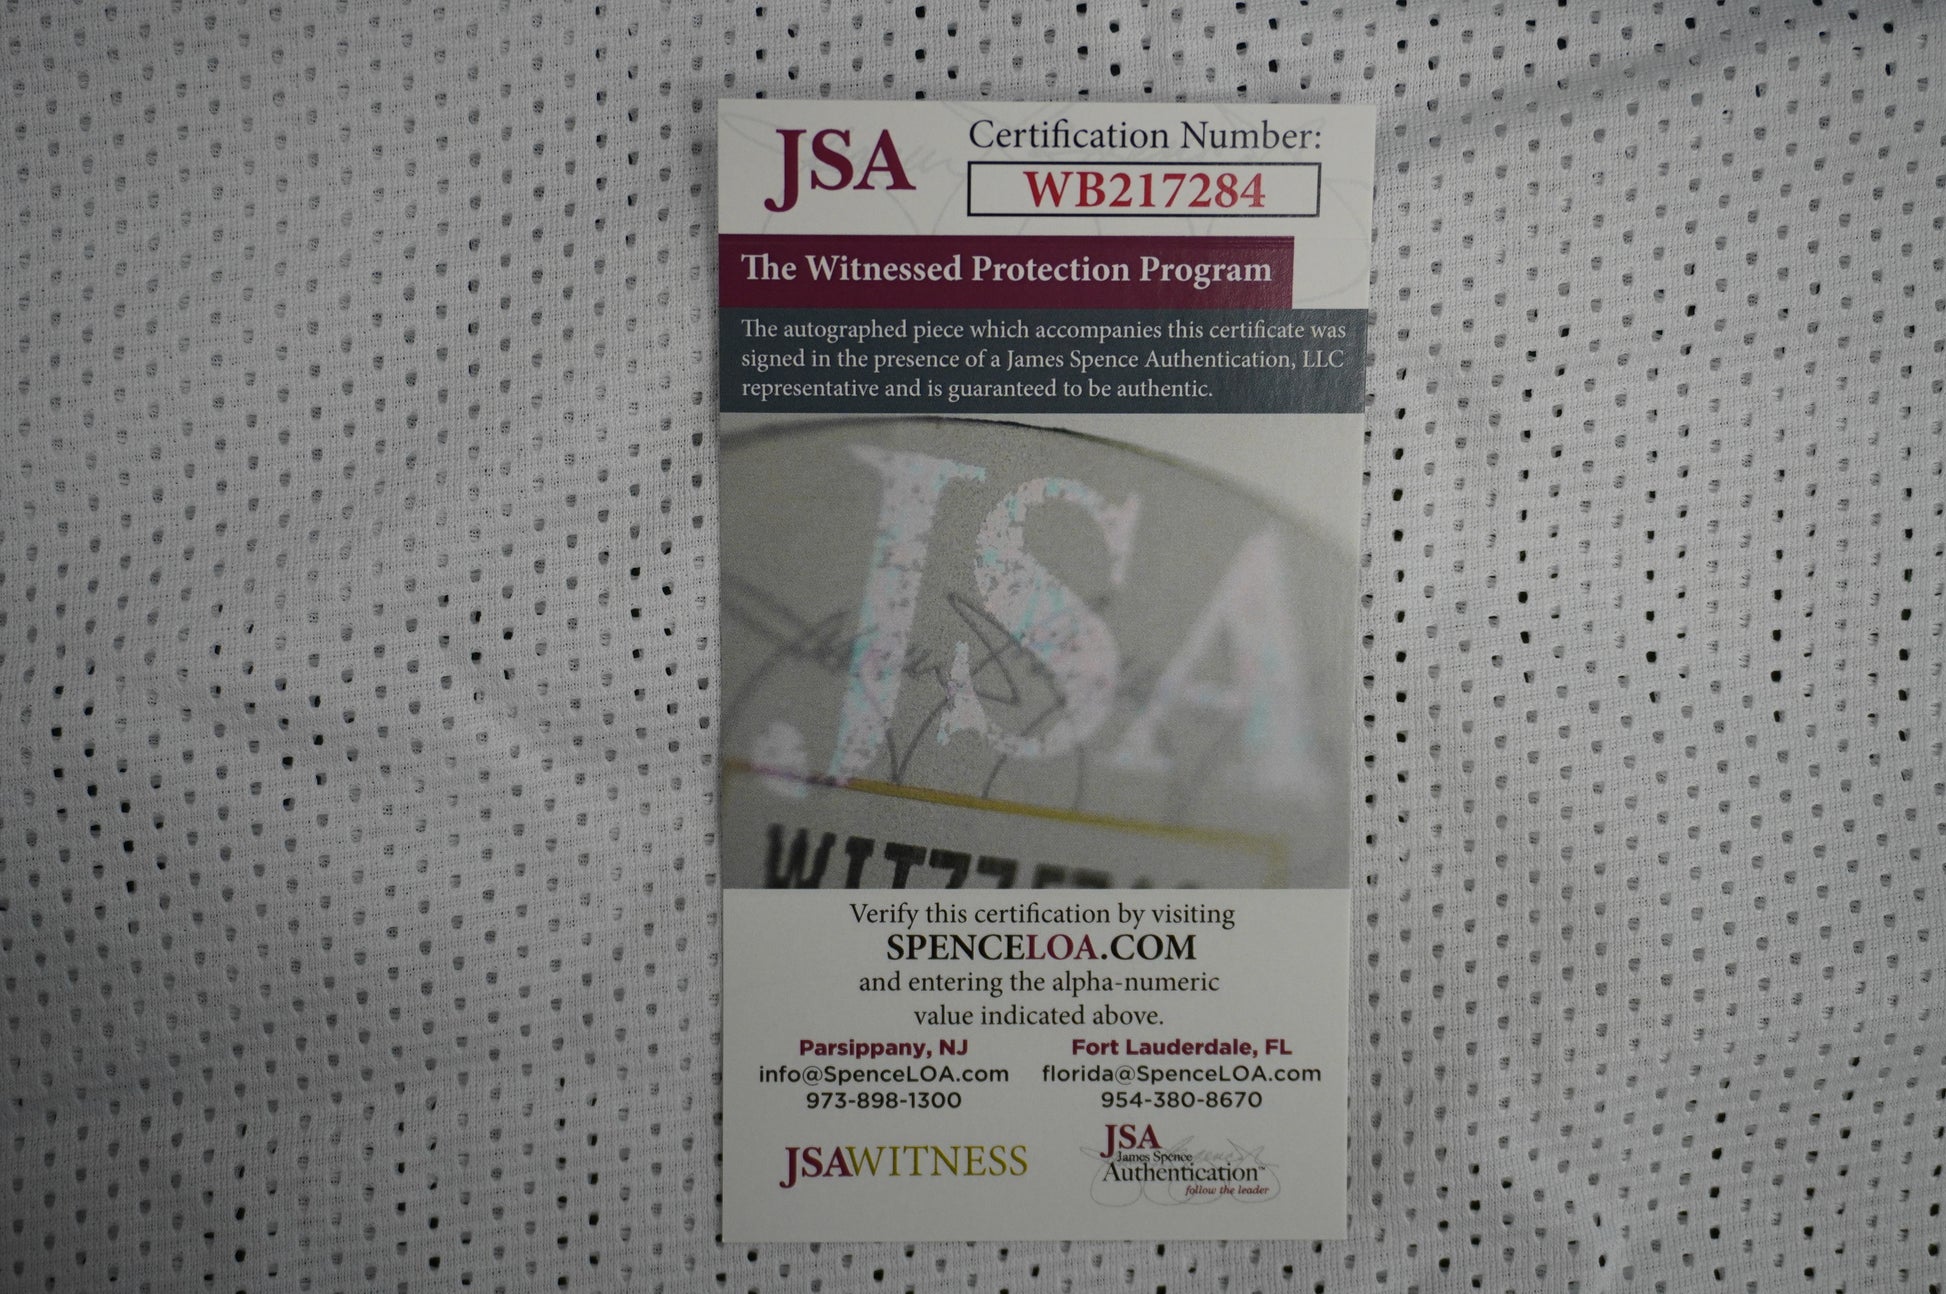 JSA
Certification Number:
WB217284
The Witnessed Protection Program
The autographed piece which accompanies this certificate was
signed in the presence of a James Spence Authentication, LLC
representative and is guaranteed to be authentic.
JSA
Verify this certification by visiting
SPENCELOA.COM
and entering the alpha-numeric
value indicated above.
Parsippany, NJ
info@SpenceLOA.com
973-898-1300
Fort Lauderdale, FL
florida@SpenceLOA.com
954-380-8670
JSAWITNESS
JSA
James Spence
Authentication™
follow the leader